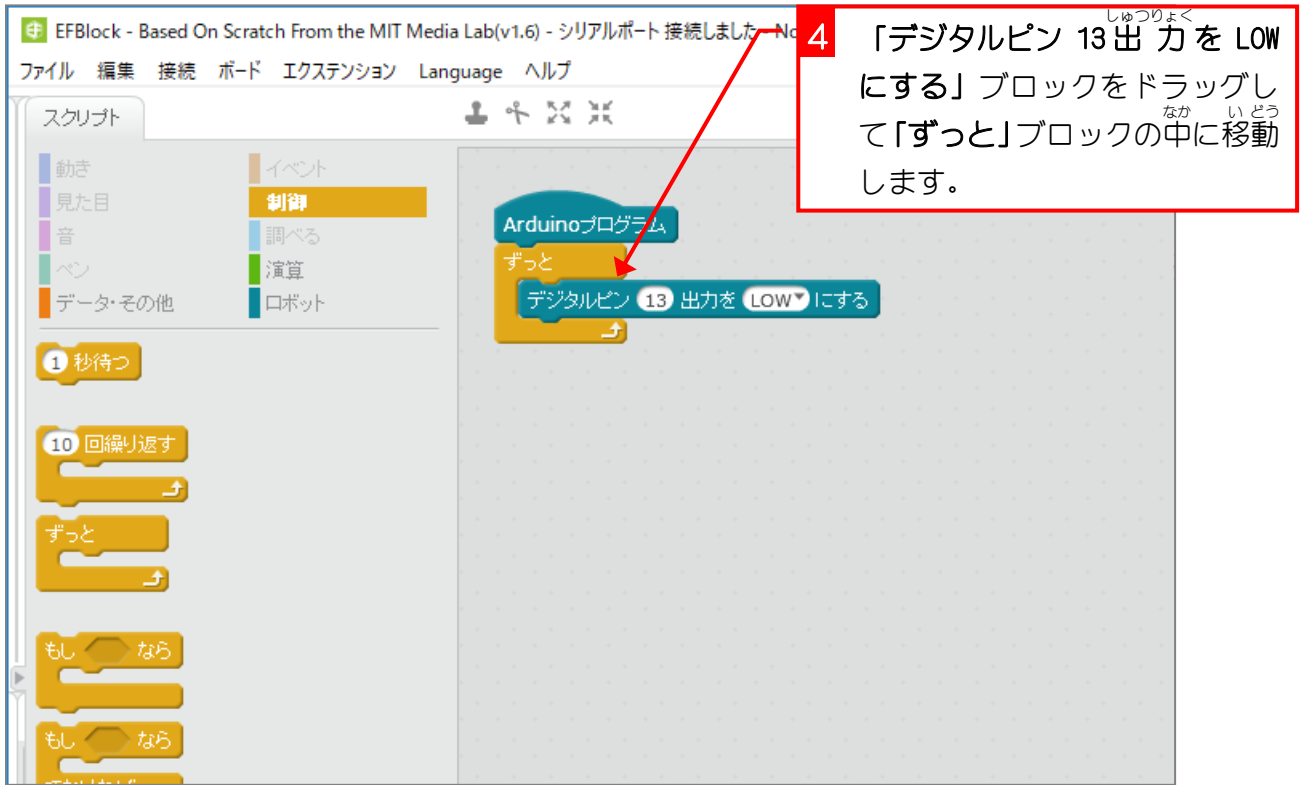 EFBlock - Based On Scratch From the MIT Media Lab(v1.6) - シリアルポート 接続しました - No
ファイル 編集 接続 ボード エクステンション Language ヘルプ
4
しゅつりょく
「デジタルピン 13出力を LOW
にする」ブロックをドラッグし
なか いどう
て「ずっと」ブロックの中に移動
します。
スクリプト
動き イベント
見た目 制御
音 調べる
ペン 演算
データ・その他 ロボット
1 秒待つ
10 回繰り返す
ずっと
もし なら
もし なら
Arduinoプログラム
ずっと
デジタルピン 13 出力を LOW にする